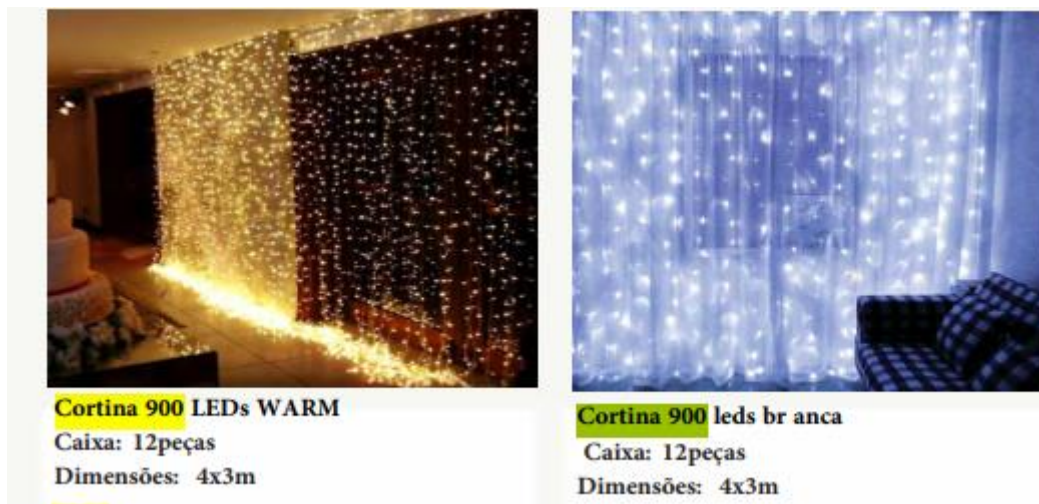 Cortina 900 LEDs WARM
Caixa: 12peças
Dimensões: 4x3m
Cortina 900 leds br anca
Caixa: 12peças
Dimensões: 4x3m